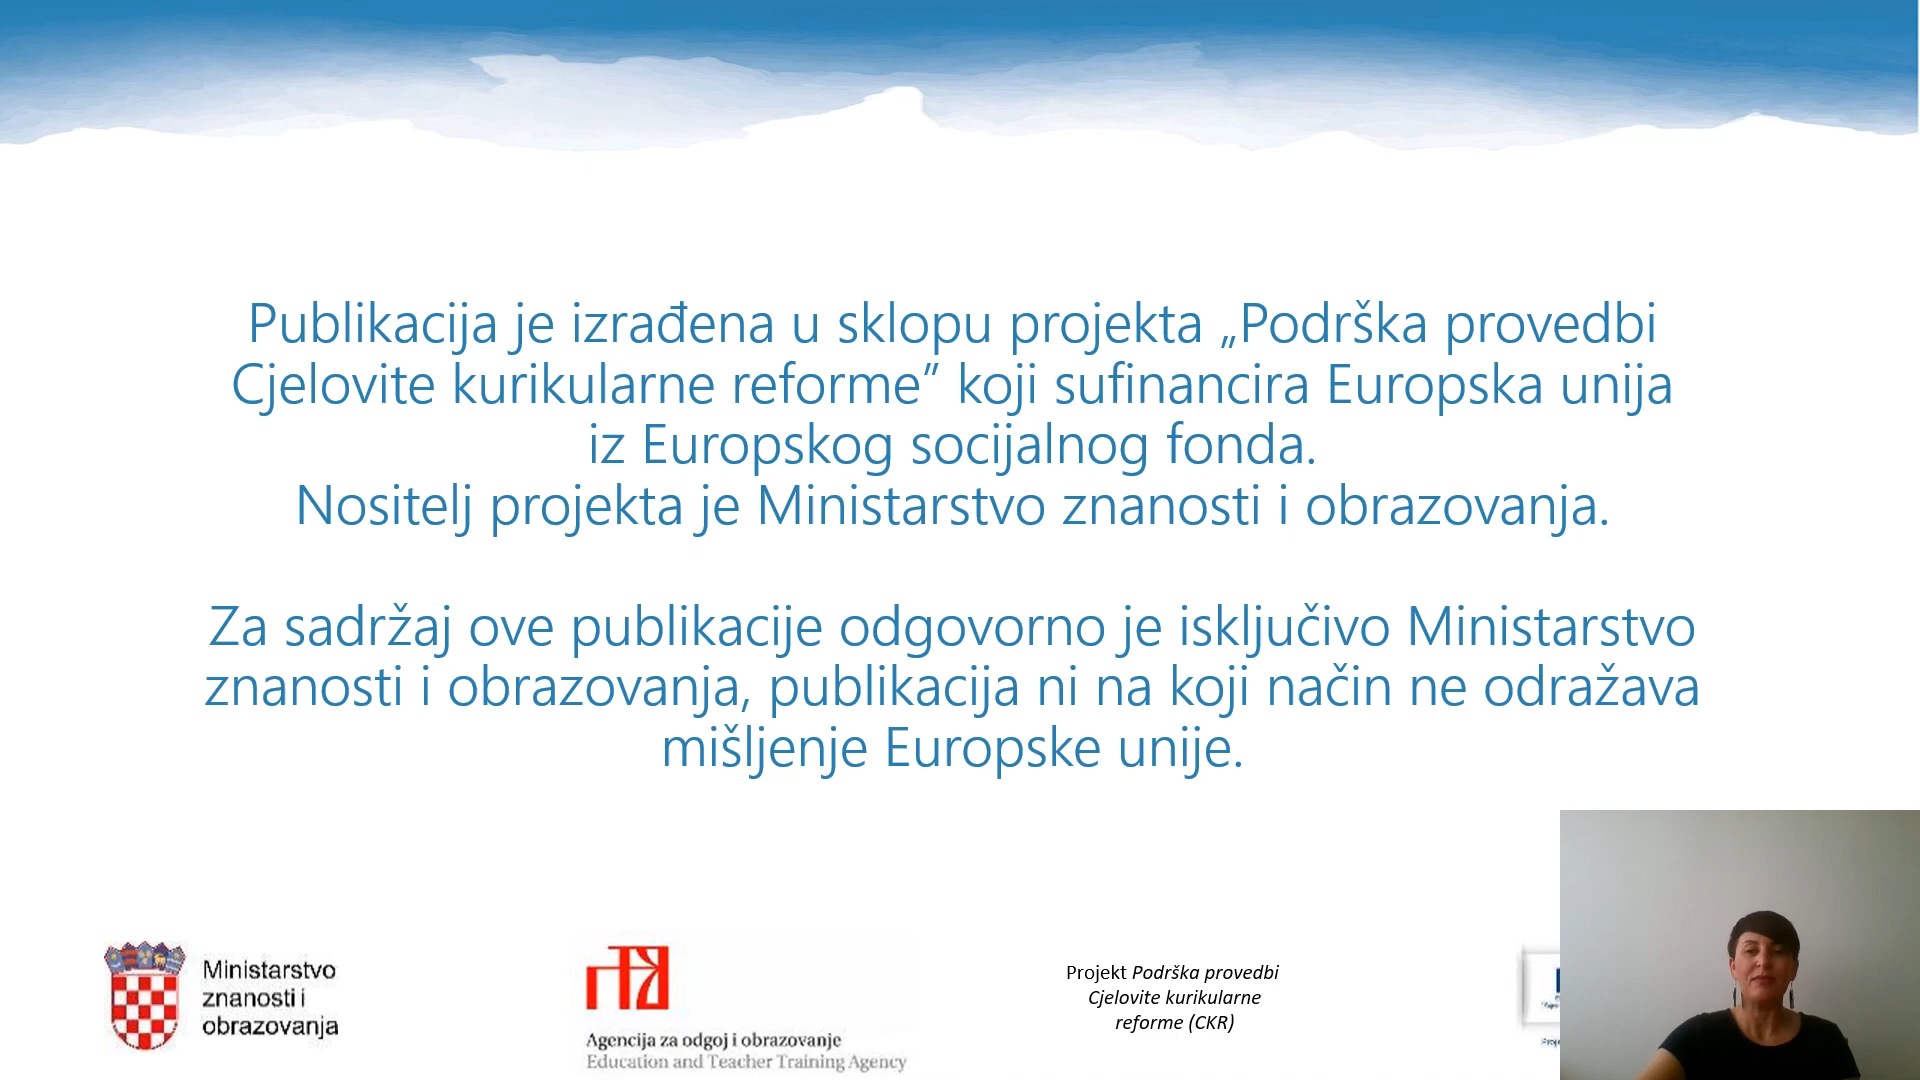 Publikacija je izrađena u sklopu projekta „Podrška provedbi
Cjelovite kurikularne reforme” koji sufinancira Europska unija
iz Europskog socijalnog fonda.
Nositelj projekta je Ministarstvo znanosti i obrazovanja.
Za sadržaj ove publikacije odgovorno je isključivo Ministarstvo
znanosti i obrazovanja, publikacija ni na koji način ne odražava
mišljenje Europske unije.
Ministarstvo
znanosti i
obrazovanja
Agencija za odgoj i obrazovanje
Education and Teacher Training Agency
Projekt Podrška provedbi
Cjelovite kurikularne
reforme (CKR)